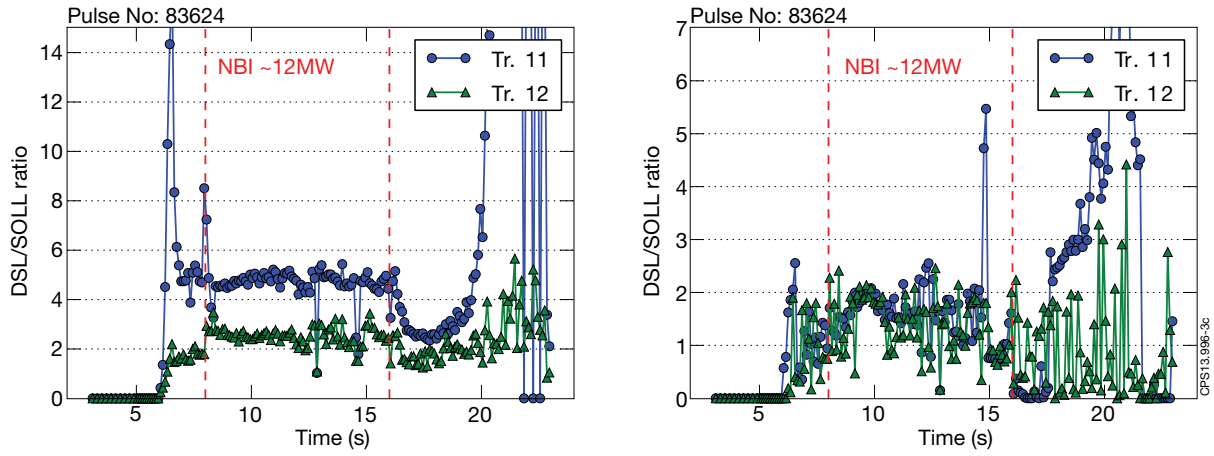 Pulse No: 83624
DSL/SOLL ratio
14
12
10
8
6
4
2
0
NBI ~12MW
Tr. 11
Tr. 12
5
10
15
20
Time (s)
Pulse No: 83624
DSL/SOLL ratio
7
6
5
4
3
2
1
0
NBI ~12MW
Tr. 11
Tr. 12
5
10
15
20
Time (s)
CPS13.996-3c